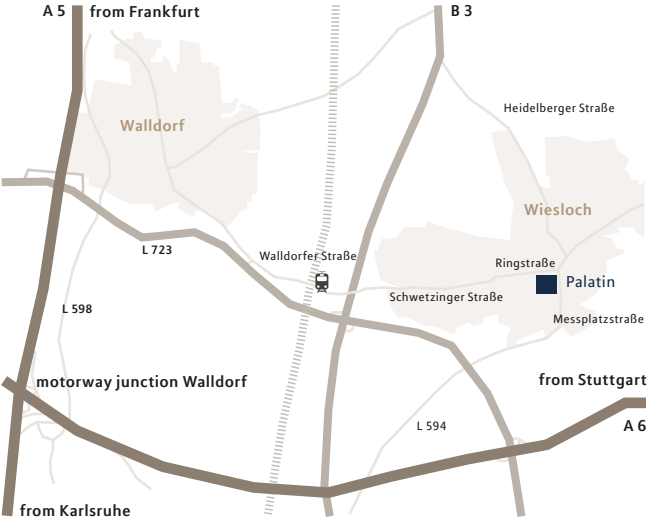 A 5
from Frankfurt
B 3
Heidelberger Straße
Walldorf
Wiesloch
L 723
Walldorfer Straße
Ringstraße
Palatin
Schwetzinger Straße
L 598
Messplatzstraße
motorway junction Walldorf
from Stuttgart
L 594
A 6
from Karlsruhe